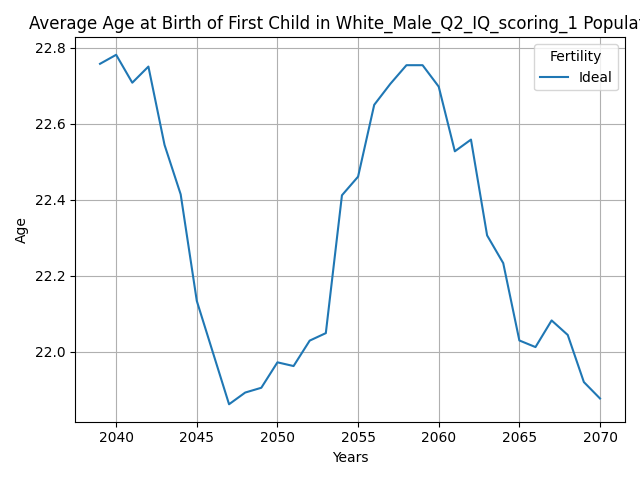 Average Age at Birth of First Child in White_Male_Q2_IQ_scoring_1 Popula
Fertility
Ideal
22.8
22.6
22.4
22.2
22.0
Age
2040 2045 2050 2055 2060 2065 2070
Years